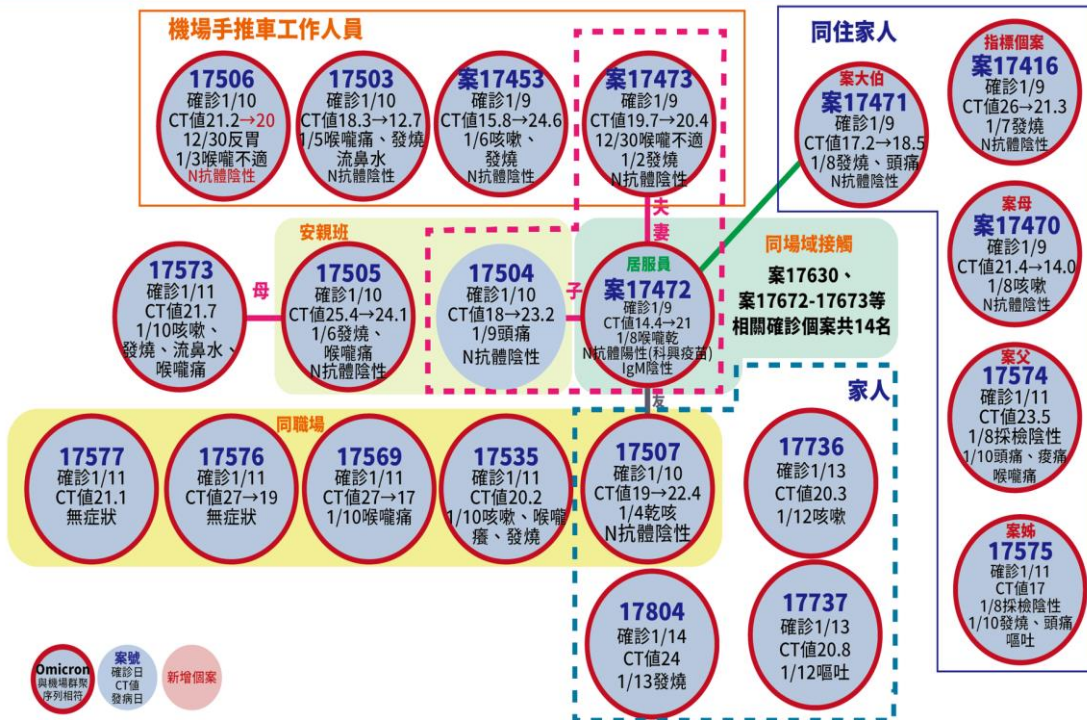 機場手推車工作人員
17506
確診1/10
CT值21.2→20
12/30反胃
1/3喉嚨不適
N抗體陰性
17503
確診1/10
CT值18.3→12.7
1/5喉嚨痛、發燒
流鼻水
N抗體陰性
案17453
確診1/9
CT值15.8→24.6
1/6咳嗽、
發燒
N抗體陰性
案17473
確診1/9
CT值19.7→20.4
12/30喉嚨不適
1/2發燒
N抗體陰性
同住家人
案大伯
案17471
確診1/9
CT值17.2→18.5
1/8發燒、頭痛
N抗體陰性
指標個案
案17416
確診1/9
CT值26→21.3
1/7發燒
N抗體陰性
案母
案17470
確診1/9
CT值21.4→14.0
1/8咳嗽
N抗體陰性
案父
17574
確診1/11
CT值23.5
1/8採檢陰性
1/10頭痛、痠痛
喉嚨痛
案姊
17575
確診1/11
CT值17
1/8採檢陰性
1/10發燒、頭痛
嘔吐
夫
妻
17573
確診1/11
CT值21.7
1/10咳嗽、
發燒、流鼻水、
喉嚨痛
母
安親班
17505
確診1/10
CT值25.4→24.1
1/6發燒、
喉嚨痛
N抗體陰性
17504
確診1/10
CT值18→23.2
1/9頭痛
N抗體陰性
子
居服員
案17472
確診1/9
CT值14.4→21
1/8喉嚨乾
N抗體陽性(科興疫苗)
IgM陰性
同場域接觸
案17630、
案17672-17673等
相關確診個案共14名
友
同職場
17577
確診1/11
CT值21.1
無症狀
17576
確診1/11
CT值27→19
無症狀
17569
確診1/11
CT值27→17
1/10喉嚨痛
17535
確診1/11
CT值20.2
1/10咳嗽、喉嚨
癢、發燒
17507
確診1/10
CT值19→22.4
1/4乾咳
N抗體陰性
家人
17736
確診1/13
CT值20.3
1/12咳嗽
17804
確診1/14
CT值24
1/13發燒
17737
確診1/13
CT值20.8
1/12嘔吐
Omicron
與機場群聚
序列相符
案號
確診日
CT值
發病日
新增個案